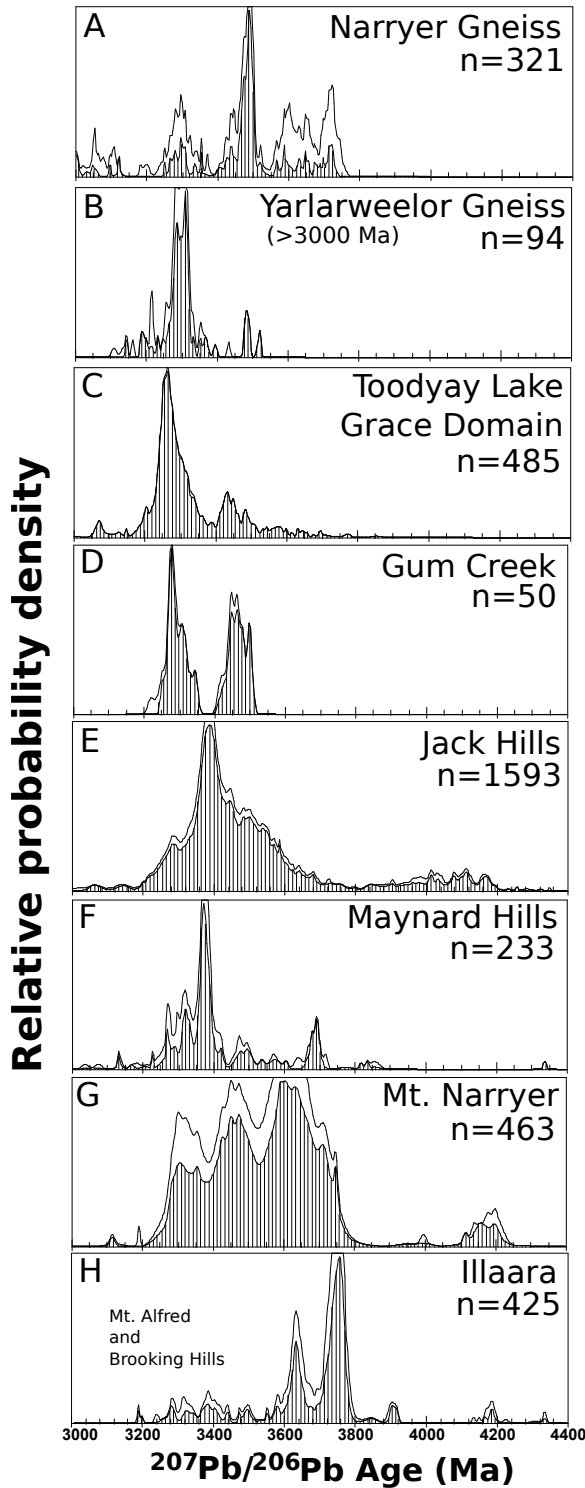 Relative probability density
A
Narryer Gneiss
n=321
B
Yarlarweelor Gneiss
(>3000 Ma)
n=94
C
Toodyay Lake
Grace Domain
n=485
D
Gum Creek
n=50
E
Jack Hills
n=1593
F
Maynard Hills
n=233
G
Mt. Narryer
n=463
H
Illaara
n=425
Mt. Alfred
and
Brooking Hills
3000 3200 3400 3600 3800 4000 4200 4400
²⁰⁷Pb/²⁰⁶Pb Age (Ma)